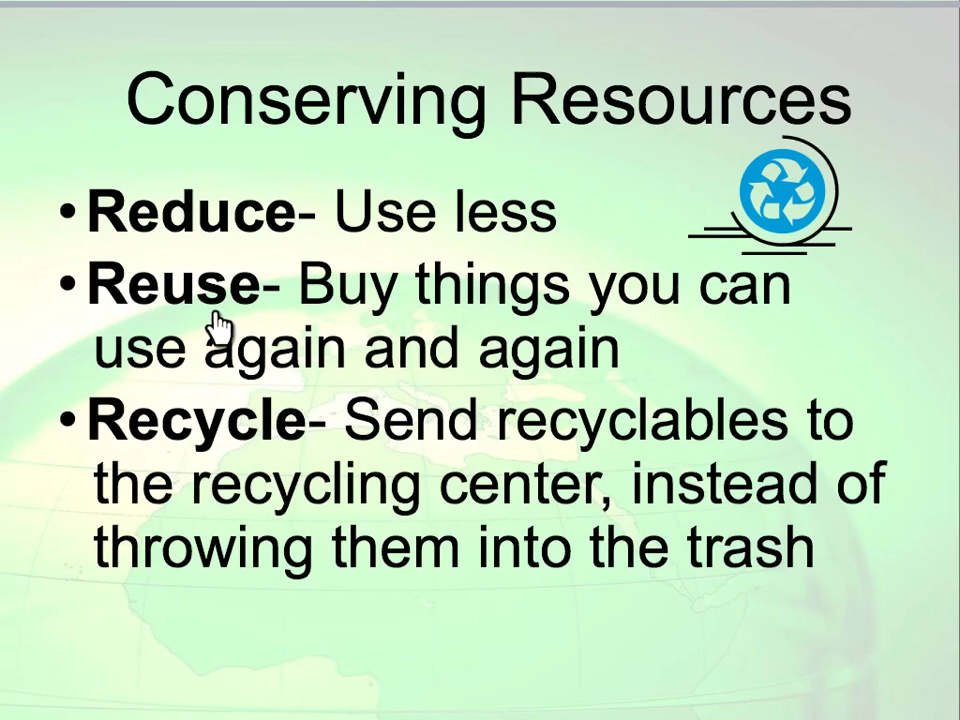 Conserving Resources
• Reduce- Use less
• Reuse- Buy things you can
use again and again
• Recycle- Send recyclables to
the recycling center, instead of
throwing them into the trash